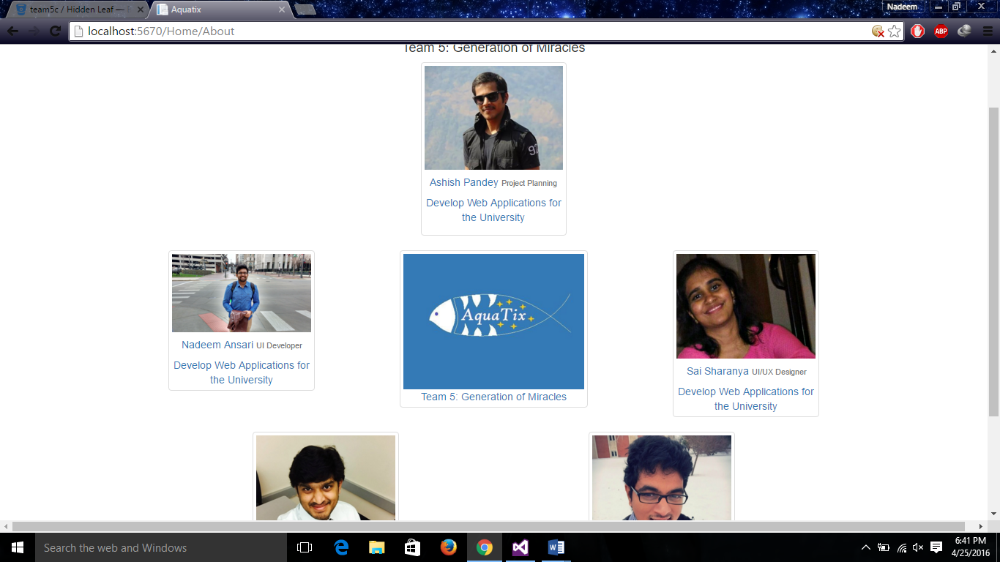 team5c / Hidden Leaf —
Aquatix
Nadeem
localhost:5670/Home/About
ABP
Team 5: Generation of Miracles
92
Ashish Pandey Project Planning
Develop Web Applications for
the University
AquaTix
Nadeem Ansari UI Developer
Develop Web Applications for
the University
Team 5: Generation of Miracles
Sai Sharanya UI/UX Designer
Develop Web Applications for
the University
Search the web and Windows
6:41 PM
4/25/2016